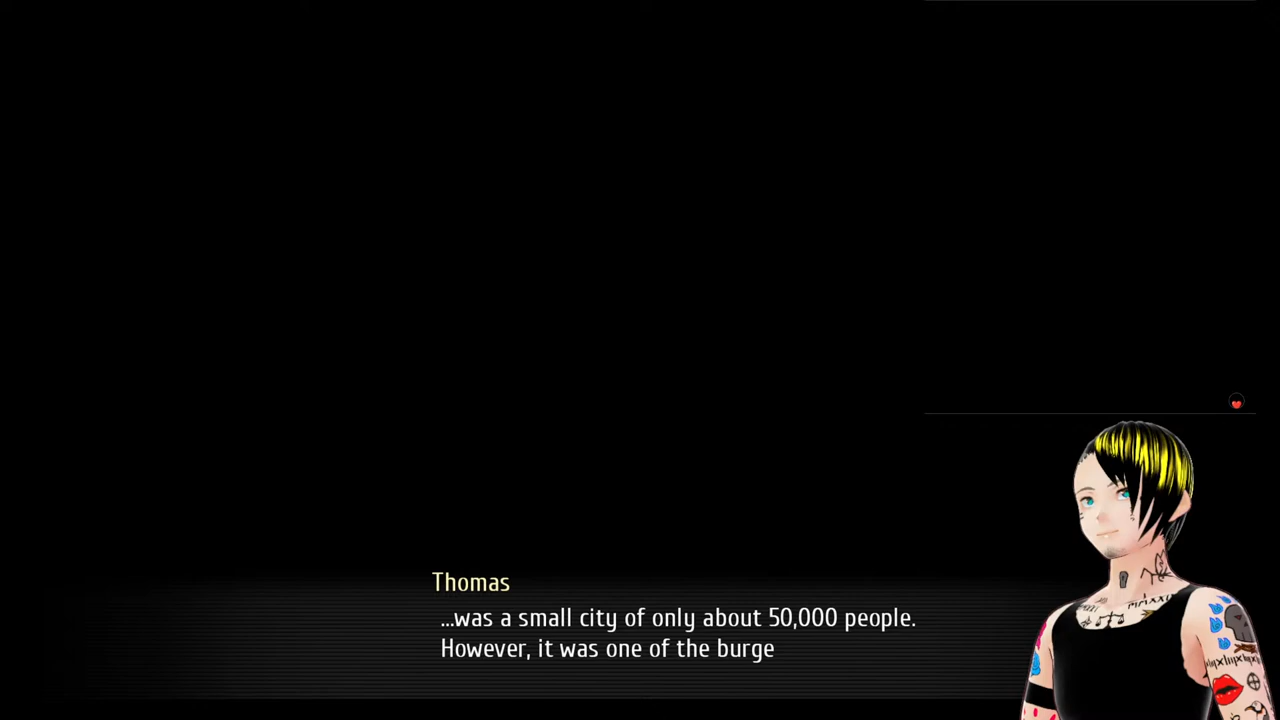 Thomas
...was a small city of only about 50,000 people.
However, it was one of the burge